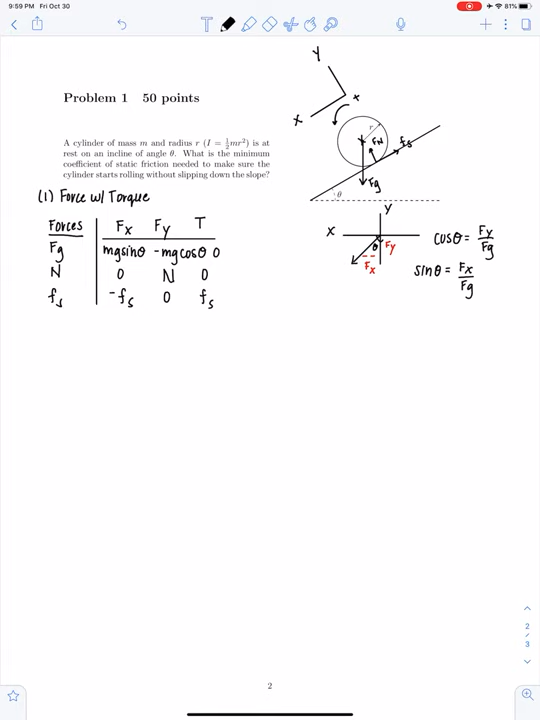 9:59 PM Fri Oct 30
81%
Problem 1 50 points
A cylinder of mass m and radius r (I = ½mr²) is at
rest on an incline of angle θ. What is the minimum
coefficient of static friction needed to make sure the
cylinder starts rolling without slipping down the slope?
(1) Force w/ Torque
Forces Fx Fy T
Fg mgsinθ -mgcosθ 0
N 0 N 0
fs -fs 0 fs
Y
X
+
r
FN
fs
Fg
θ
Y
X
θ
Fy
Fx
cosθ = Fy/Fg
sinθ = Fx/Fg
2
/
3
2